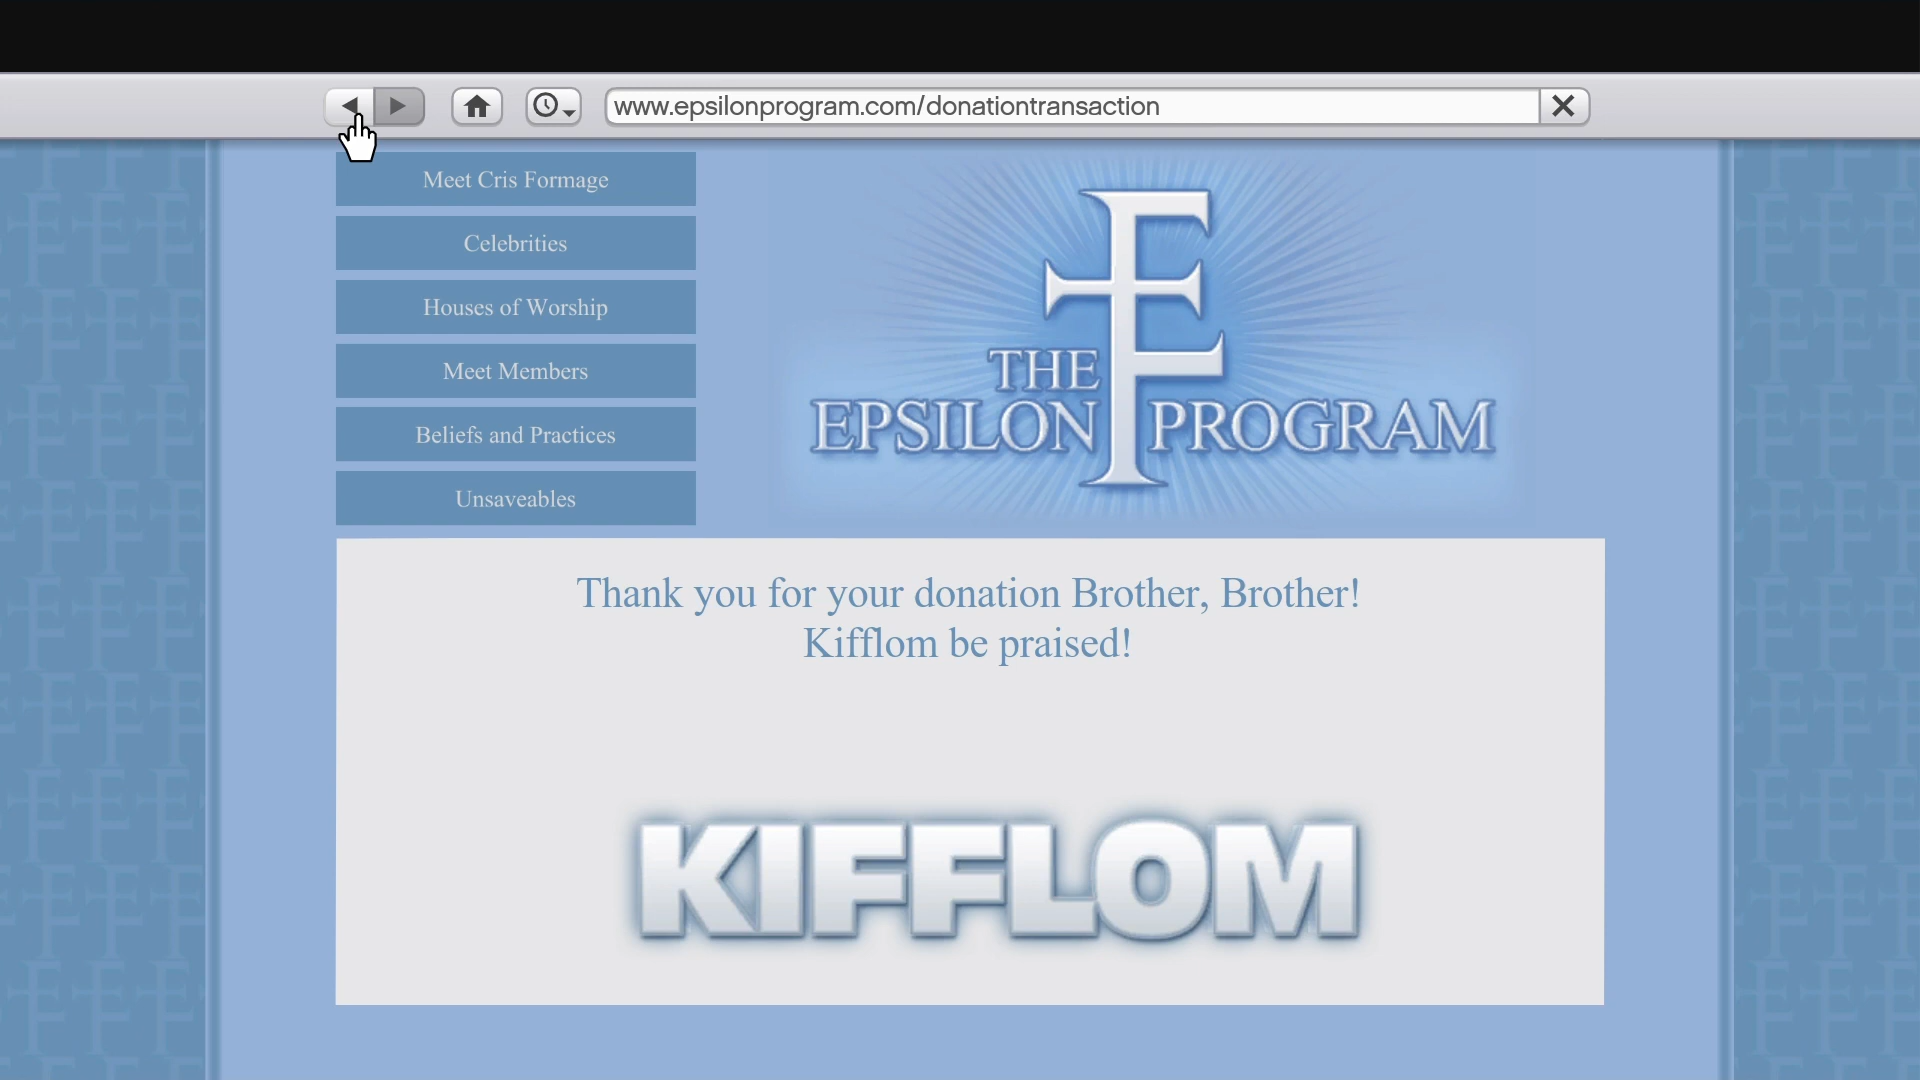 www.epsilonprogram.com/donationtransaction
Meet Cris Formage
Celebrities
Houses of Worship
Meet Members
Beliefs and Practices
Unsaveables
THE
EPSILON PROGRAM
Thank you for your donation Brother, Brother!
Kifflom be praised!
KIFFLOM